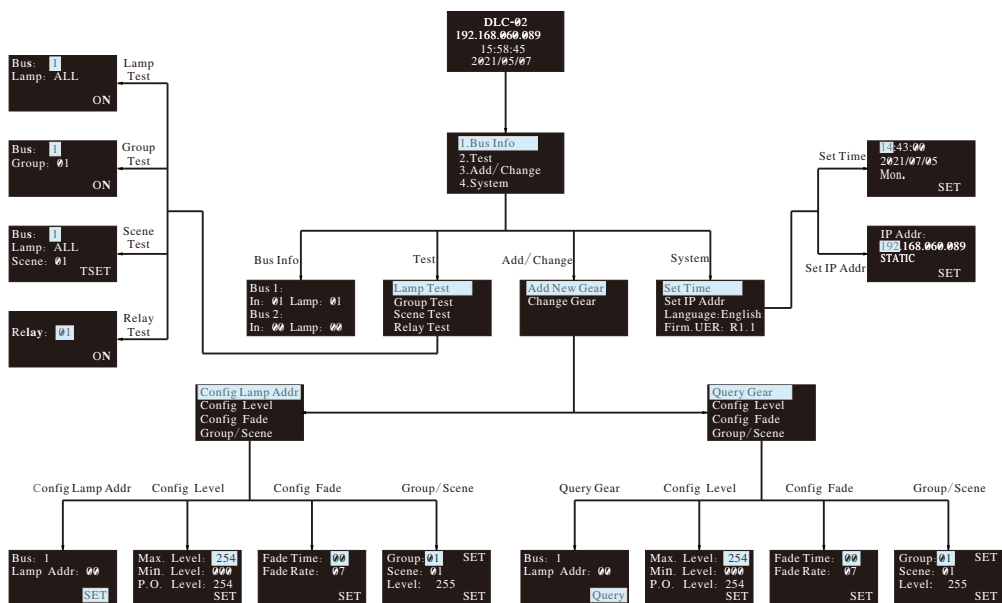 DLC-02
192.168.060.089
15:58:45
2021/05/07
Bus: 1
Lamp: ALL
ON
Lamp
Test
Bus: 1
Group: 01
ON
Group
Test
Bus: 1
Lamp: ALL
Scene: 01
TSET
Scene
Test
Relay: 01
ON
Relay
Test
1.Bus Info
2.Test
3.Add/Change
4.System
Set Time
14:43:00
2021/07/05
Mon.
SET
Set IP Addr
IP Addr:
192.168.060.089
STATIC
SET
Bus Info
Bus 1:
In: 01 Lamp: 01
Bus 2:
In: 00 Lamp: 00
Test
Lamp Test
Group Test
Scene Test
Relay Test
Add/Change
Add New Gear
Change Gear
System
Set Time
Set IP Addr
Language:English
Firm.UER: R1.1
Config Lamp Addr
Config Level
Config Fade
Group/Scene
Query Gear
Config Level
Config Fade
Group/Scene
Config Lamp Addr
Bus: 1
Lamp Addr: 00
SET
Config Level
Max. Level: 254
Min. Level: 000
P.O. Level: 254
SET
Config Fade
Fade Time: 00
Fade Rate: 07
SET
Group/Scene
Group: 01 SET
Scene: 01
Level: 255
Query Gear
Bus: 1
Lamp Addr: 00
Query
Config Level
Max. Level: 254
Min. Level: 000
P.O. Level: 254
SET
Config Fade
Fade Time: 00
Fade Rate: 07
SET
Group/Scene
Group: 01 SET
Scene: 01
Level: 255